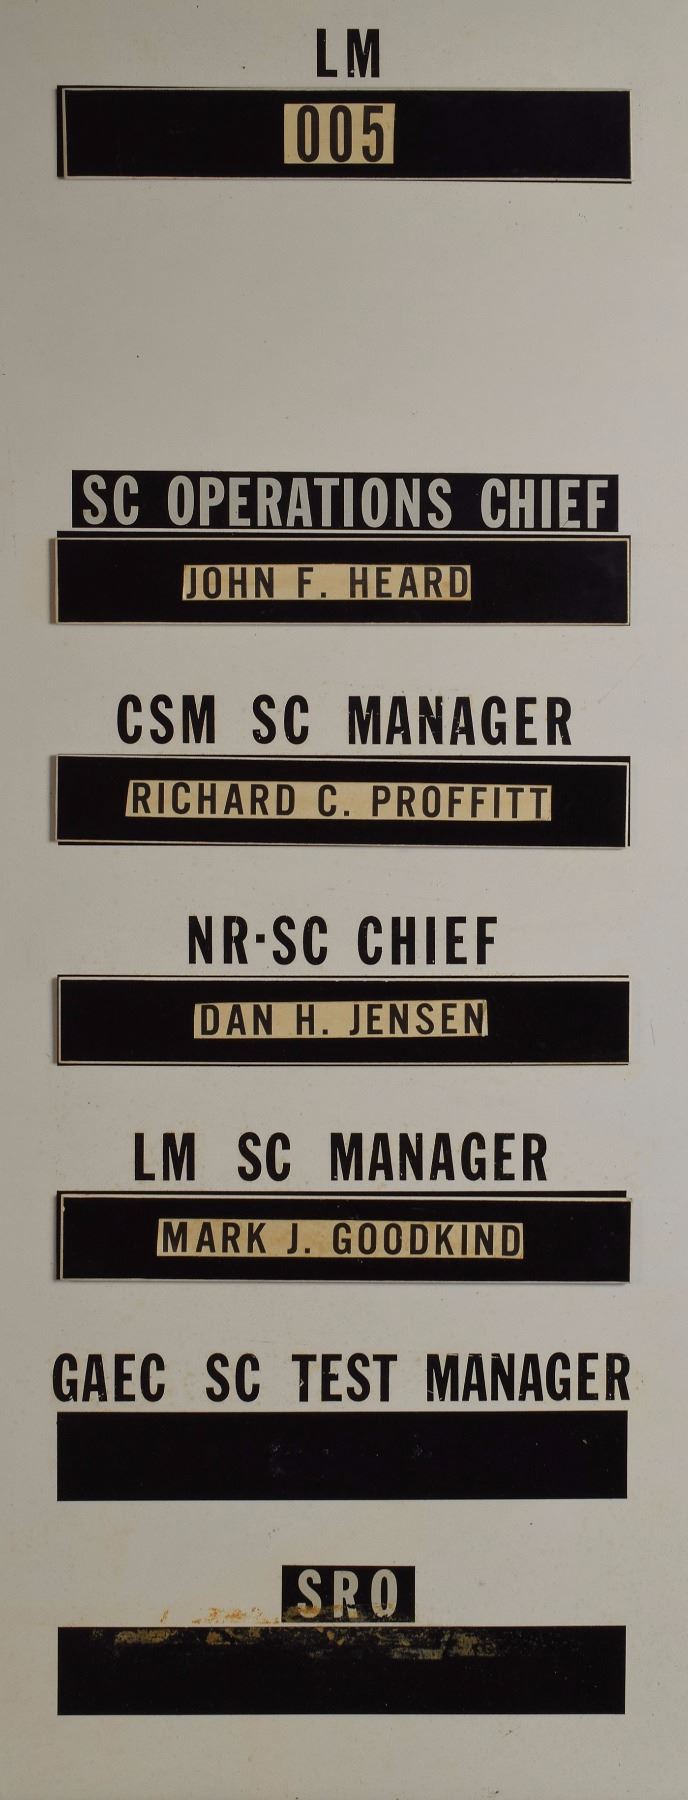 LM
005
SC OPERATIONS CHIEF
JOHN F. HEARD
CSM SC MANAGER
RICHARD C. PROFFITT
NR-SC CHIEF
DAN H. JENSEN
LM SC MANAGER
MARK J. GOODKIND
GAEC SC TEST MANAGER
SRO